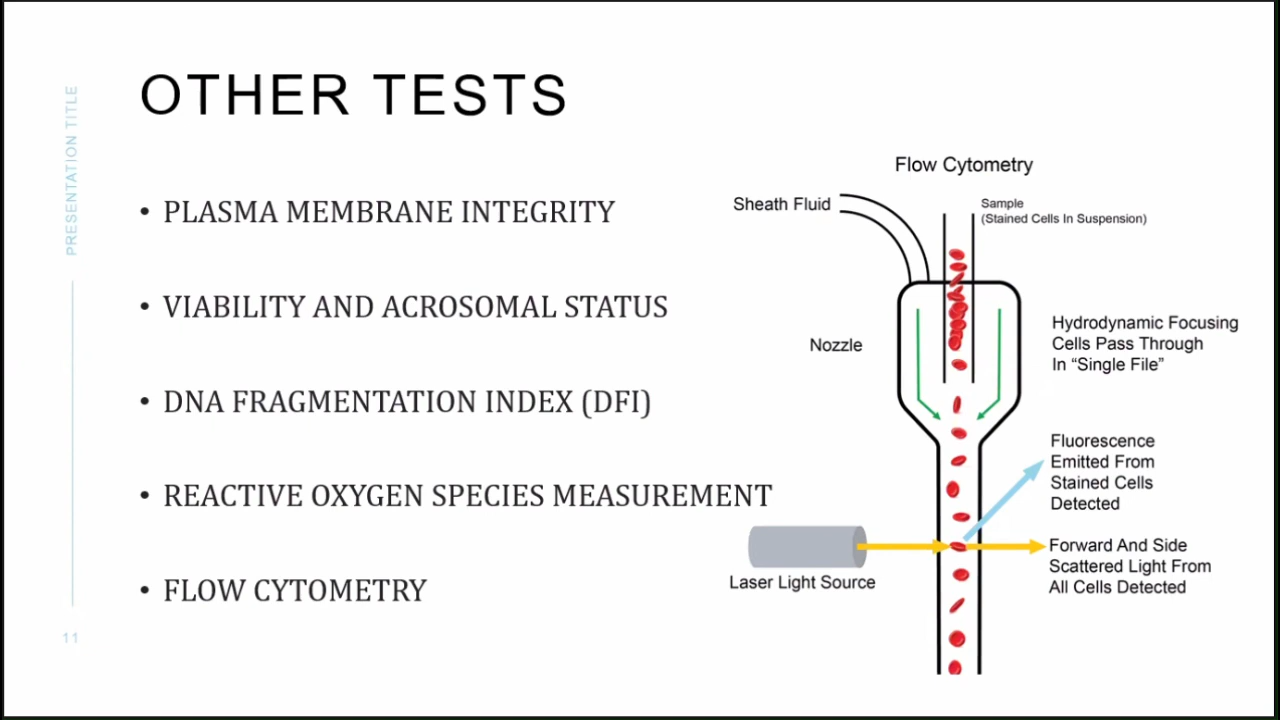 OTHER TESTS
PRESENTATION TITLE
• PLASMA MEMBRANE INTEGRITY
• VIABILITY AND ACROSOMAL STATUS
• DNA FRAGMENTATION INDEX (DFI)
• REACTIVE OXYGEN SPECIES MEASUREMENT
• FLOW CYTOMETRY
11
Flow Cytometry
Sheath Fluid
Sample
(Stained Cells In Suspension)
Nozzle
Hydrodynamic Focusing
Cells Pass Through
In “Single File”
Fluorescence
Emitted From
Stained Cells
Detected
Laser Light Source
Forward And Side
Scattered Light From
All Cells Detected